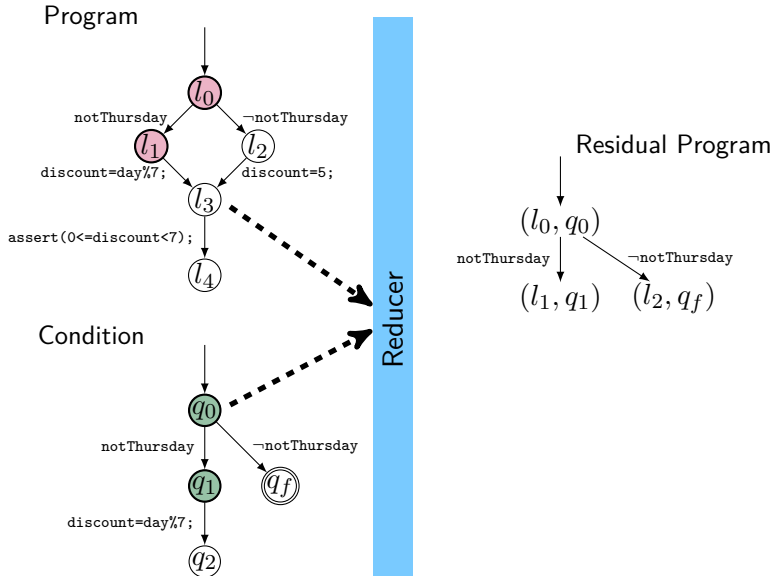 Program
l0
notThursday
¬notThursday
l1
l2
discount=day%7;
discount=5;
l3
assert(0<=discount<7);
l4
Condition
q0
notThursday
¬notThursday
q1
qf
discount=day%7;
q2
Reducer
Residual Program
(l0, q0)
notThursday
¬notThursday
(l1, q1)
(l2, qf)